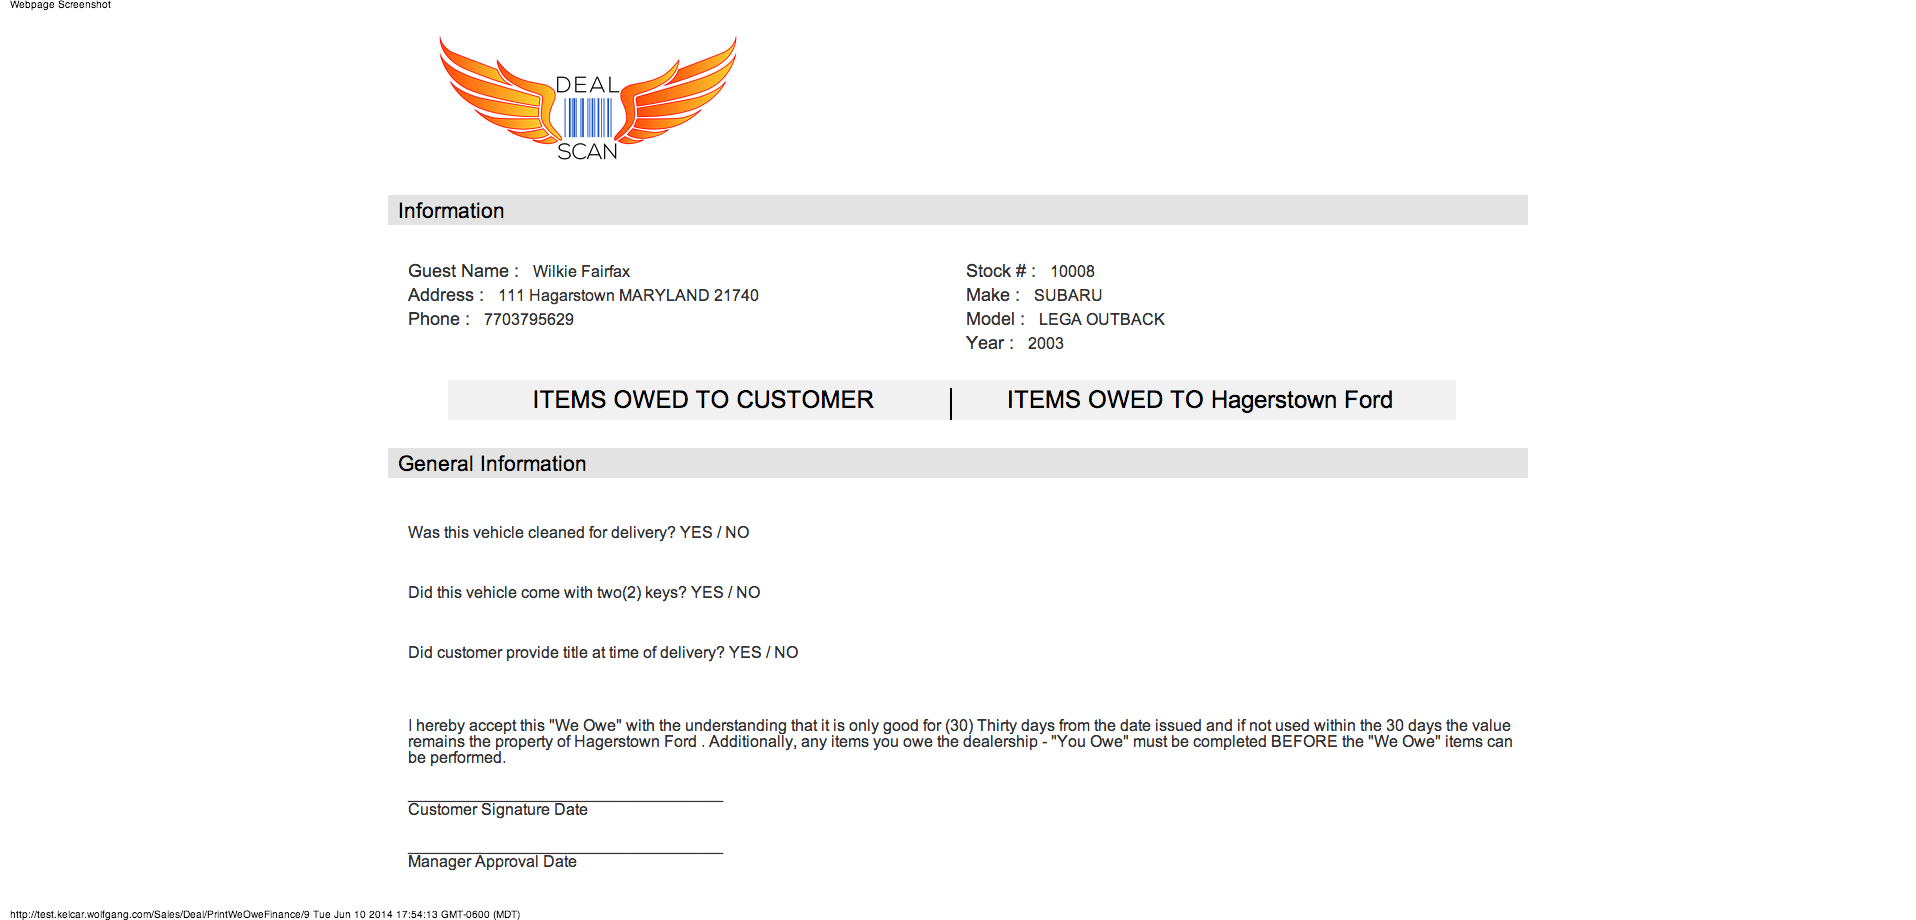 Webpage Screenshot
DEAL
SCAN
Information
Guest Name : Wilkie Fairfax
Address : 111 Hagarstown MARYLAND 21740
Phone : 7703795629
Stock # : 10008
Make : SUBARU
Model : LEGA OUTBACK
Year : 2003
ITEMS OWED TO CUSTOMER
ITEMS OWED TO Hagerstown Ford
General Information
Was this vehicle cleaned for delivery? YES / NO
Did this vehicle come with two(2) keys? YES / NO
Did customer provide title at time of delivery? YES / NO
I hereby accept this "We Owe" with the understanding that it is only good for (30) Thirty days from the date issued and if not used within the 30 days the value
remains the property of Hagerstown Ford . Additionally, any items you owe the dealership - "You Owe" must be completed BEFORE the "We Owe" items can
be performed.
Customer Signature Date
Manager Approval Date
http://test.kelcar.wolfgang.com/Sales/Deal/PrintWeOweFinance/9 Tue Jun 10 2014 17:54:13 GMT-0600 (MDT)